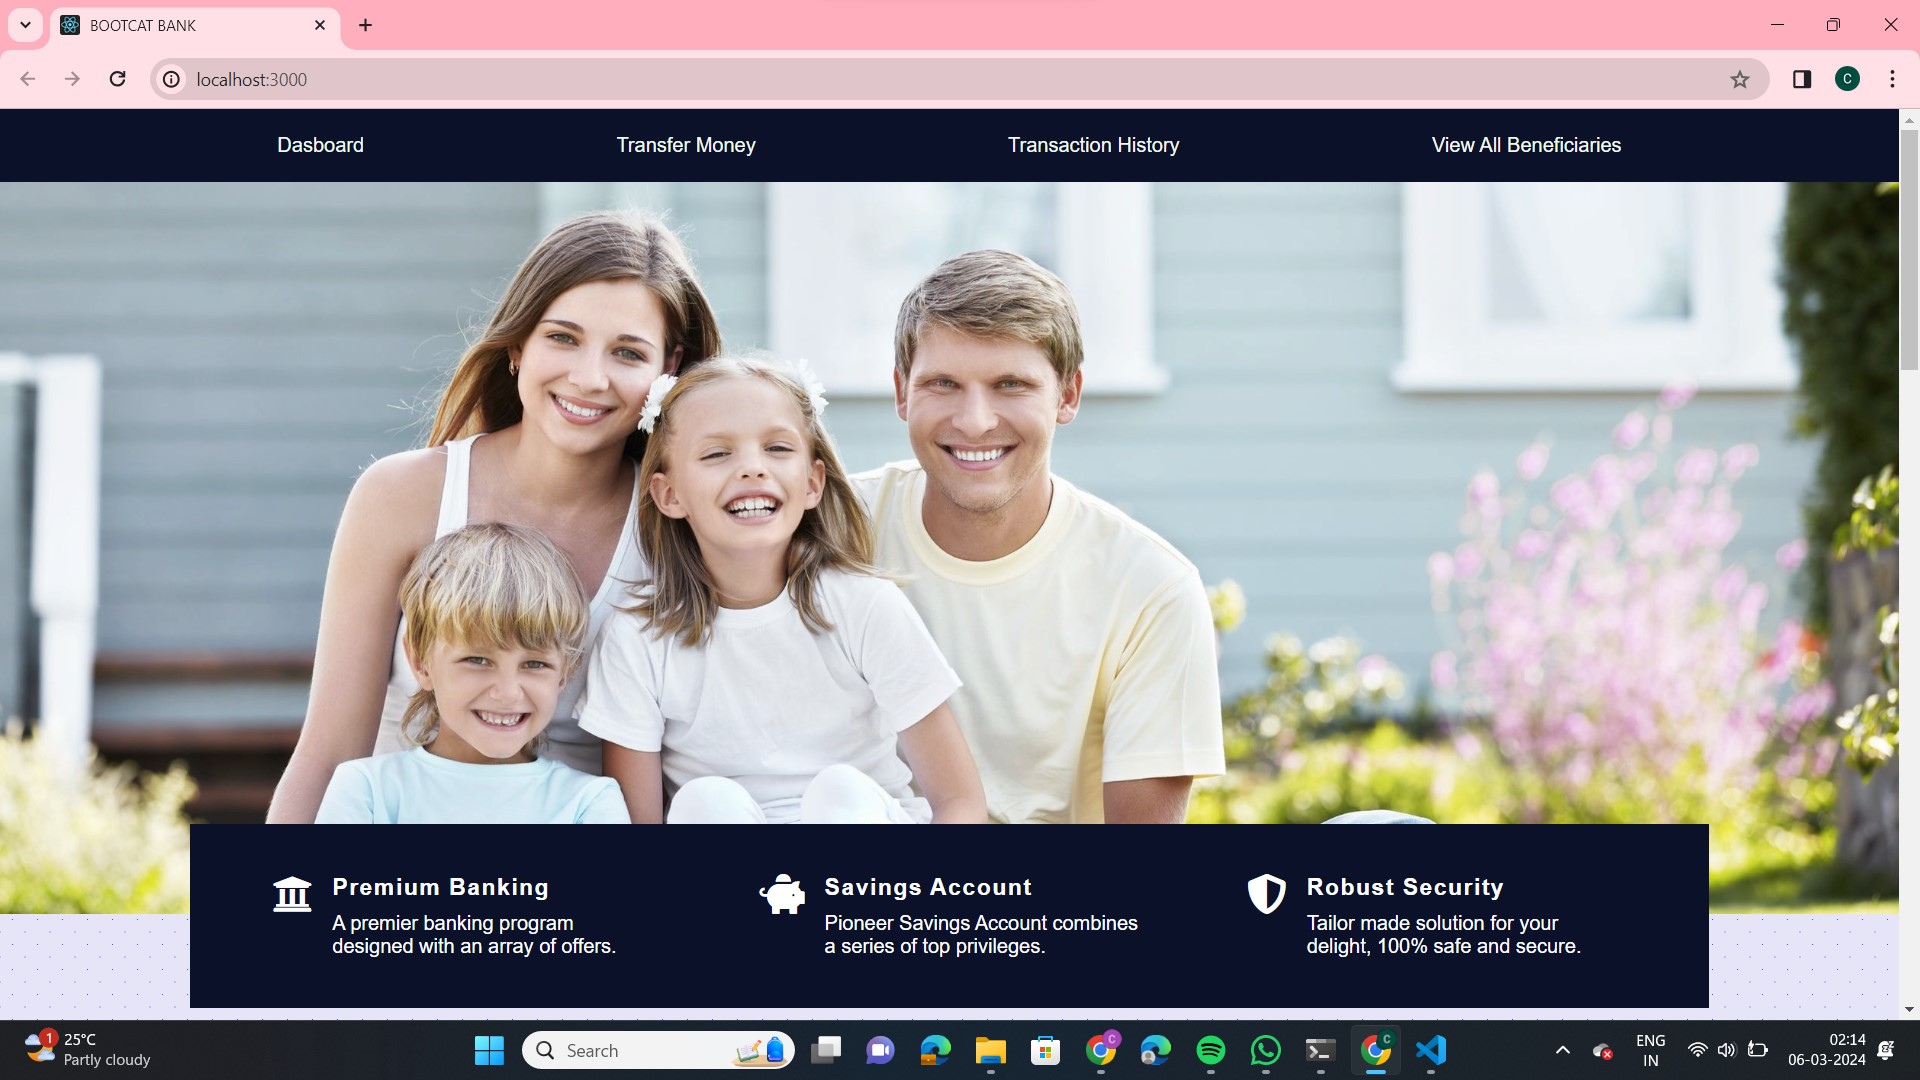 BOOTCAT BANK
localhost:3000
C
Dasboard
Transfer Money
Transaction History
View All Beneficiaries
Premium Banking
A premier banking program
designed with an array of offers.
Savings Account
Pioneer Savings Account combines
a series of top privileges.
Robust Security
Tailor made solution for your
delight, 100% safe and secure.
1
25°C
Partly cloudy
Search
C
C
ENG
IN
02:14
06-03-2024